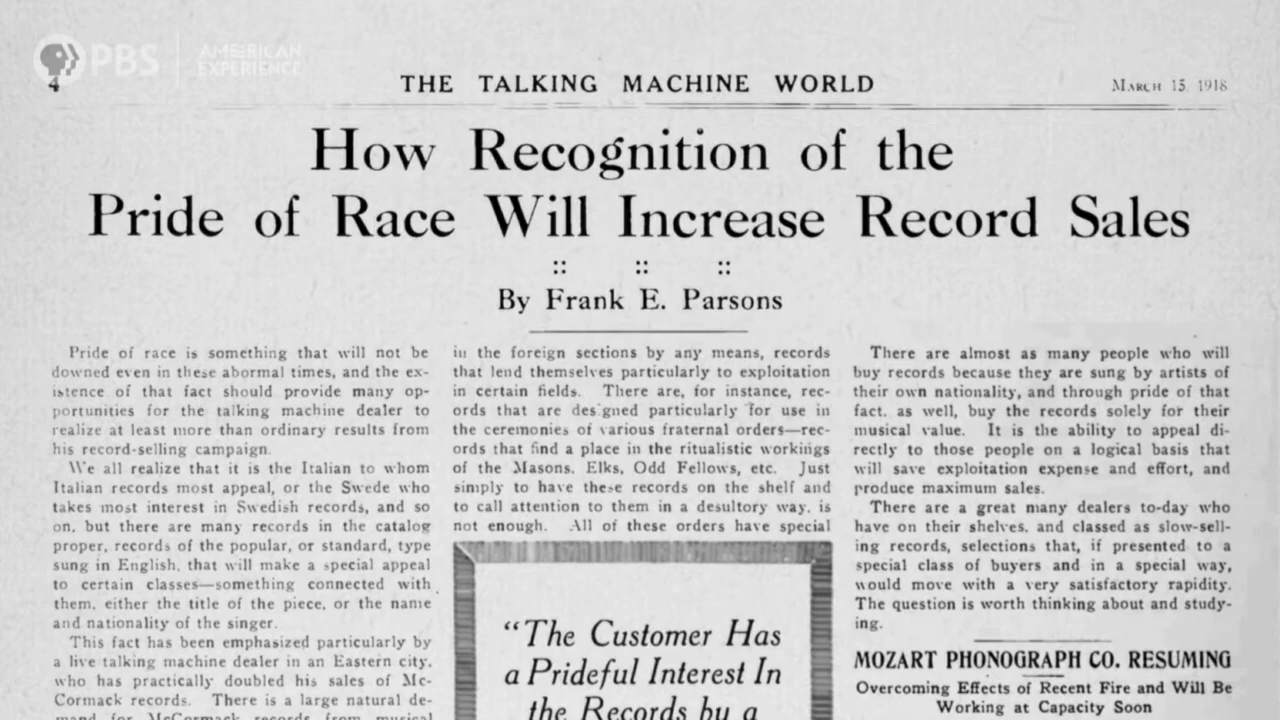 PBS | AMERICAN
EXPERIENCE
4
THE TALKING MACHINE WORLD
MARCH 15, 1918
How Recognition of the
Pride of Race Will Increase Record Sales
:: :: ::
By Frank E. Parsons
Pride of race is something that will not be
downed even in these abormal times, and the ex-
istence of that fact should provide many op-
portunities for the talking machine dealer to
realize at least more than ordinary results from
his record-selling campaign.
We all realize that it is the Italian to whom
Italian records most appeal, or the Swede who
takes most interest in Swedish records, and so
on, but there are many records in the catalog
proper, records of the popular, or standard, type
sung in English, that will make a special appeal
to certain classes—something connected with
them, either the title of the piece, or the name
and nationality of the singer.
This fact has been emphasized particularly by
a live talking machine dealer in an Eastern city,
who has practically doubled his sales of Mc-
Cormack records. There is a large natural de-
mand for McCormack records from musical
in the foreign sections by any means, records
that lend themselves particularly to exploitation
in certain fields. There are, for instance, rec-
ords that are designed particularly for use in
the ceremonies of various fraternal orders—rec-
ords that find a place in the ritualistic workings
of the Masons, Elks, Odd Fellows, etc. Just
simply to have these records on the shelf and
to call attention to them in a desultory way, is
not enough. All of these orders have special
"The Customer Has
a Prideful Interest In
the Records by a
There are almost as many people who will
buy records because they are sung by artists of
their own nationality, and through pride of that
fact, as well, buy the records solely for their
musical value. It is the ability to appeal di-
rectly to those people on a logical basis that
will save exploitation expense and effort, and
produce maximum sales.
There are a great many dealers to-day who
have on their shelves, and classed as slow-sell-
ing records, selections that, if presented to a
special class of buyers and in a special way,
would move with a very satisfactory rapidity.
The question is worth thinking about and study-
ing.
MOZART PHONOGRAPH CO. RESUMING
Overcoming Effects of Recent Fire and Will Be
Working at Capacity Soon